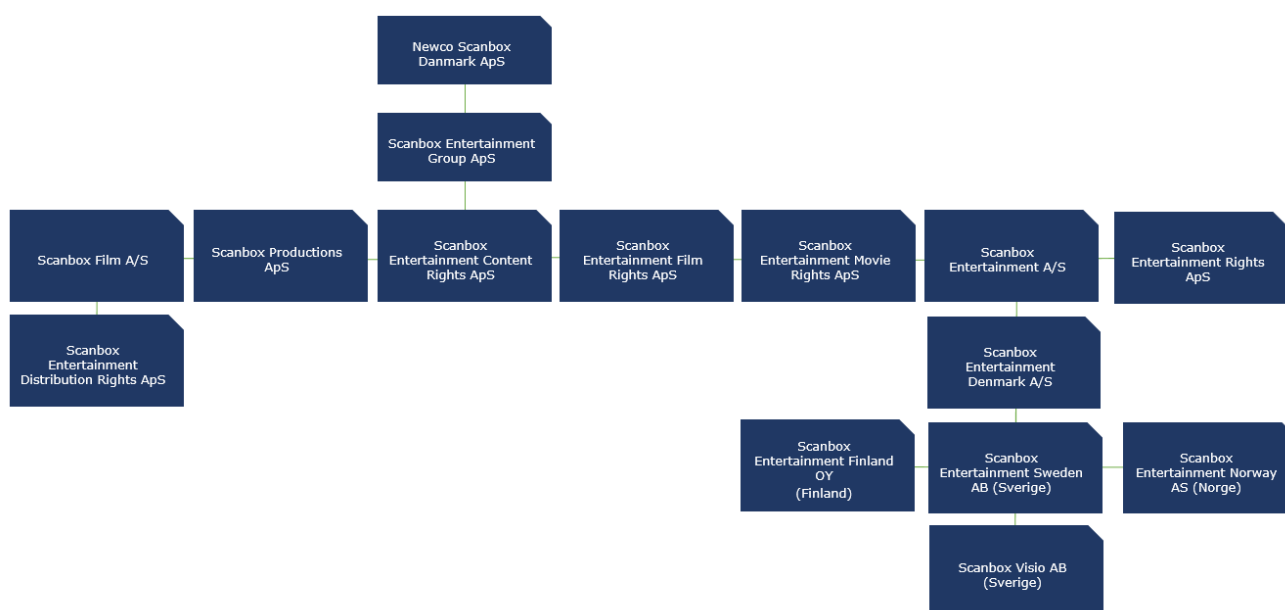 Newco Scanbox
Danmark ApS
Scanbox Entertainment
Group ApS
Scanbox Film A/S
Scanbox Productions
ApS
Scanbox
Entertainment Content
Rights ApS
Scanbox
Entertainment Film
Rights ApS
Scanbox
Entertainment Movie
Rights ApS
Scanbox
Entertainment A/S
Scanbox
Entertainment Rights
ApS
Scanbox
Entertainment
Distribution Rights ApS
Scanbox
Entertainment
Denmark A/S
Scanbox
Entertainment Finland
OY
(Finland)
Scanbox
Entertainment Sweden
AB (Sverige)
Scanbox
Entertainment Norway
AS (Norge)
Scanbox Visio AB
(Sverige)